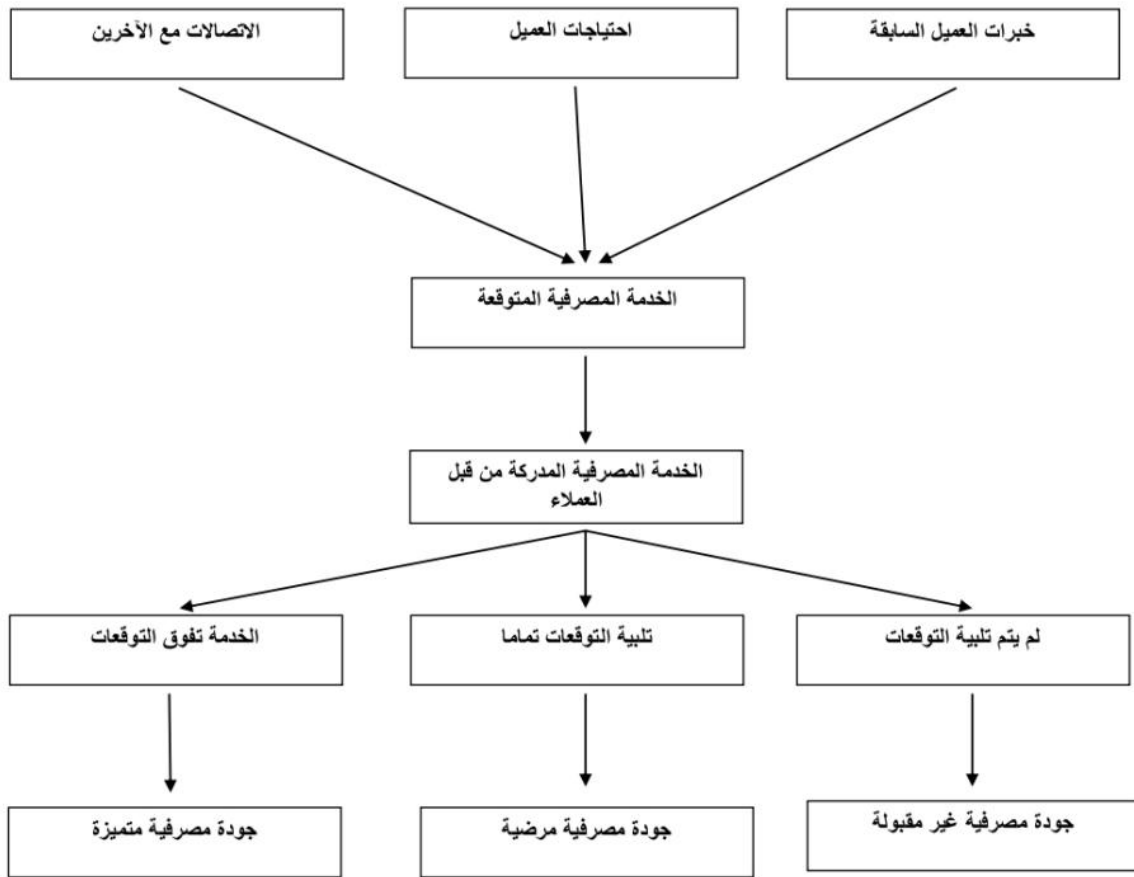 خبرات العميل السابقة
احتياجات العميل
الاتصالات مع الآخرين
الخدمة المصرفية المتوقعة
الخدمة المصرفية المدركة من قبل
العملاء
لم يتم تلبية التوقعات
تلبية التوقعات تماما
الخدمة تفوق التوقعات
جودة مصرفية غير مقبولة
جودة مصرفية مرضية
جودة مصرفية متميزة